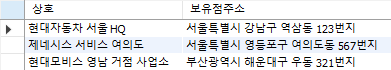 상호 보유점주소
현대자동차 서울 HQ 서울특별시 강남구 역삼동 123번지
제네시스 서비스 여의도 서울특별시 영등포구 여의도동 567번지
현대모비스 영남 거점 사업소 부산광역시 해운대구 우동 321번지